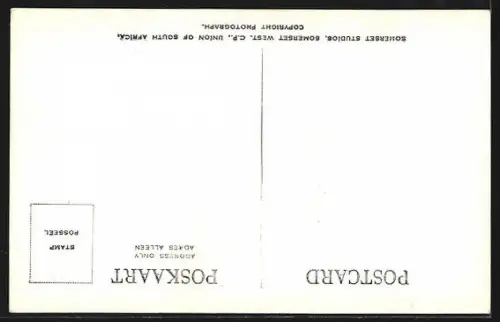 POSTCARD
POSKAART
ADDRESS ONLY
ADRES ALLEEN
STAMP
POSSEEL
SOMERSET STUDIOS, SOMERSET WEST, C.P., UNION OF SOUTH AFRICA.
COPYRIGHT PHOTOGRAPH.